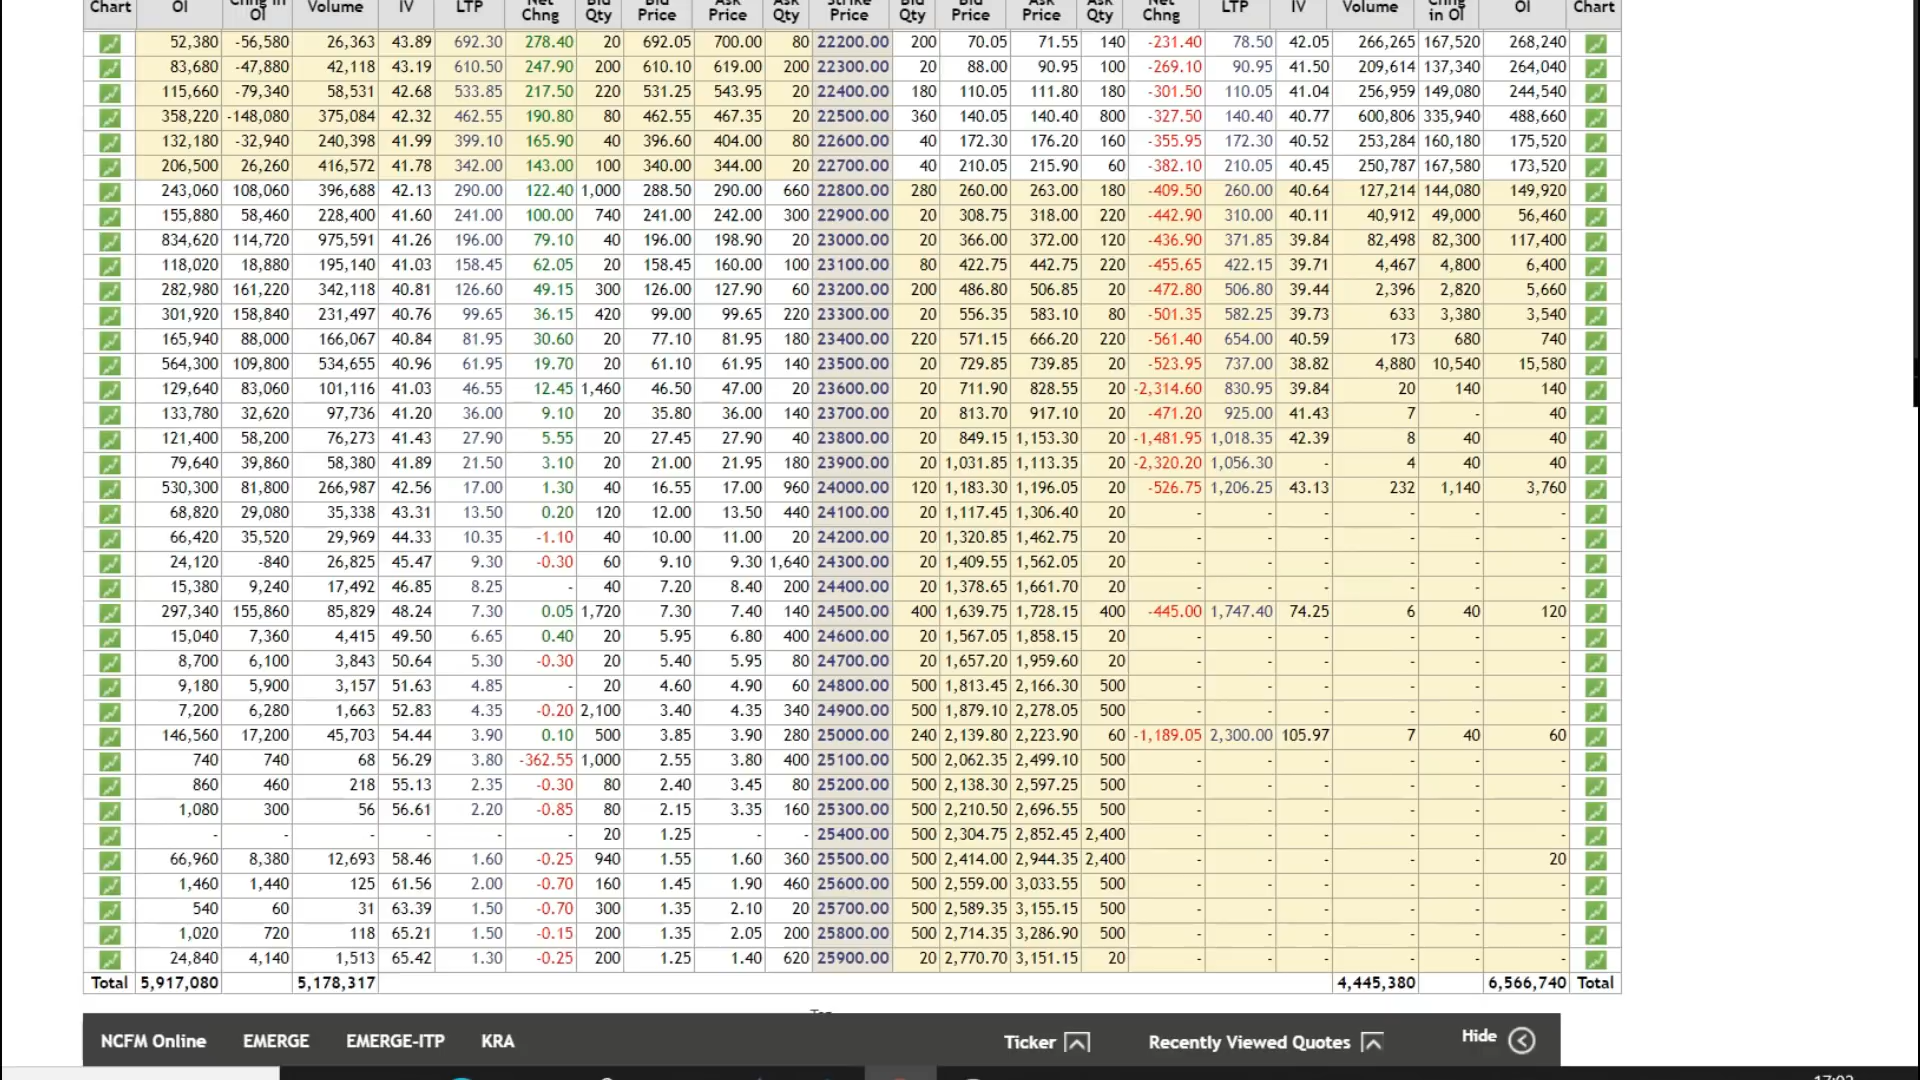 Chart OI Chng in OI Volume IV LTP Net Chng Bid Qty Bid Price Ask Price Ask Qty Strike Price Bid Qty Bid Price Ask Price Ask Qty Net Chng LTP IV Volume Chng in OI OI Chart
52,380 -56,580 26,363 43.89 692.30 278.40 20 692.05 700.00 80 22200.00 200 70.05 71.55 140 -231.40 78.50 42.05 266,265 167,520 268,240
83,680 -47,880 42,118 43.19 610.50 247.90 200 610.10 619.00 200 22300.00 20 88.00 90.95 100 -269.10 90.95 41.50 209,614 137,340 264,040
115,660 -79,340 58,531 42.68 533.85 217.50 220 531.25 543.95 20 22400.00 180 110.05 111.80 180 -301.50 110.05 41.04 256,959 149,080 244,540
358,220 -148,080 375,084 42.32 462.55 190.80 80 462.55 467.35 20 22500.00 360 140.05 140.40 800 -327.50 140.40 40.77 600,806 335,940 488,660
132,180 -32,940 240,398 41.99 399.10 165.90 40 396.60 404.00 80 22600.00 40 172.30 176.20 160 -355.95 172.30 40.52 253,284 160,180 175,520
206,500 26,260 416,572 41.78 342.00 143.00 100 340.00 344.00 20 22700.00 40 210.05 215.90 60 -382.10 210.05 40.45 250,787 167,580 173,520
243,060 108,060 396,688 42.13 290.00 122.40 1,000 288.50 290.00 660 22800.00 280 260.00 263.00 180 -409.50 260.00 40.64 127,214 144,080 149,920
155,880 58,460 228,400 41.60 241.00 100.00 740 241.00 242.00 300 22900.00 20 308.75 318.00 220 -442.90 310.00 40.11 40,912 49,000 56,460
834,620 114,720 975,591 41.26 196.00 79.10 40 196.00 198.90 20 23000.00 20 366.00 372.00 120 -436.90 371.85 39.84 82,498 82,300 117,400
118,020 18,880 195,140 41.03 158.45 62.05 20 158.45 160.00 100 23100.00 80 422.75 442.75 220 -455.65 422.15 39.71 4,467 4,800 6,400
282,980 161,220 342,118 40.81 126.60 49.15 300 126.00 127.90 60 23200.00 200 486.80 506.85 20 -472.80 506.80 39.44 2,396 2,820 5,660
301,920 158,840 231,497 40.76 99.65 36.15 420 99.00 99.65 220 23300.00 20 556.35 583.10 80 -501.35 582.25 39.73 633 3,380 3,540
165,940 88,000 166,067 40.84 81.95 30.60 20 77.10 81.95 180 23400.00 220 571.15 666.20 220 -561.40 654.00 40.59 173 680 740
564,300 109,800 534,655 40.96 61.95 19.70 20 61.10 61.95 140 23500.00 20 729.85 739.85 20 -523.95 737.00 38.82 4,880 10,540 15,580
129,640 83,060 101,116 41.03 46.55 12.45 1,460 46.50 47.00 20 23600.00 20 711.90 828.55 20 -2,314.60 830.95 39.84 20 140 140
133,780 32,620 97,736 41.20 36.00 9.10 20 35.80 36.00 140 23700.00 20 813.70 917.10 20 -471.20 925.00 41.43 7 - 40
121,400 58,200 76,273 41.43 27.90 5.55 20 27.45 27.90 40 23800.00 20 849.15 1,153.30 20 -1,481.95 1,018.35 42.39 8 40 40
79,640 39,860 58,380 41.89 21.50 3.10 20 21.00 21.95 180 23900.00 20 1,031.85 1,113.35 20 -2,320.20 1,056.30 - 4 40 40
530,300 81,800 266,987 42.56 17.00 1.30 40 16.55 17.00 960 24000.00 120 1,183.30 1,196.05 20 -526.75 1,206.25 43.13 232 1,140 3,760
68,820 29,080 35,338 43.31 13.50 0.20 120 12.00 13.50 440 24100.00 20 1,117.45 1,306.40 20 - - - - - -
66,420 35,520 29,969 44.33 10.35 -1.10 40 10.00 11.00 20 24200.00 20 1,320.85 1,462.75 20 - - - - - -
24,120 -840 26,825 45.47 9.30 -0.30 60 9.10 9.30 1,640 24300.00 20 1,409.55 1,562.05 20 - - - - - -
15,380 9,240 17,492 46.85 8.25 - 40 7.20 8.40 200 24400.00 20 1,378.65 1,661.70 20 - - - - - -
297,340 155,860 85,829 48.24 7.30 0.05 1,720 7.30 7.40 140 24500.00 400 1,639.75 1,728.15 400 -445.00 1,747.40 74.25 6 40 120
15,040 7,360 4,415 49.50 6.65 0.40 20 5.95 6.80 400 24600.00 20 1,567.05 1,858.15 20 - - - - - -
8,700 6,100 3,843 50.64 5.30 -0.30 20 5.40 5.95 80 24700.00 20 1,657.20 1,959.60 20 - - - - - -
9,180 5,900 3,157 51.63 4.85 - 20 4.60 4.90 60 24800.00 500 1,813.45 2,166.30 500 - - - - - -
7,200 6,280 1,663 52.83 4.35 -0.20 2,100 3.40 4.35 340 24900.00 500 1,879.10 2,278.05 500 - - - - - -
146,560 17,200 45,703 54.44 3.90 0.10 500 3.85 3.90 280 25000.00 240 2,139.80 2,223.90 60 -1,189.05 2,300.00 105.97 7 40 60
740 740 68 56.29 3.80 -362.55 1,000 2.55 3.80 400 25100.00 500 2,062.35 2,499.10 500 - - - - - -
860 460 218 55.13 2.35 -0.30 80 2.40 3.45 80 25200.00 500 2,138.30 2,597.25 500 - - - - - -
1,080 300 56 56.61 2.20 -0.85 80 2.15 3.35 160 25300.00 500 2,210.50 2,696.55 500 - - - - - -
- - - - - - 20 1.25 - - 25400.00 500 2,304.75 2,852.45 2,400 - - - - - -
66,960 8,380 12,693 58.46 1.60 -0.25 940 1.55 1.60 360 25500.00 500 2,414.00 2,944.35 2,400 - - - - - 20
1,460 1,440 125 61.56 2.00 -0.70 160 1.45 1.90 460 25600.00 500 2,559.00 3,033.55 500 - - - - - -
540 60 31 63.39 1.50 -0.70 300 1.35 2.10 20 25700.00 500 2,589.35 3,155.15 500 - - - - - -
1,020 720 118 65.21 1.50 -0.15 200 1.35 2.05 200 25800.00 500 2,714.35 3,286.90 500 - - - - - -
24,840 4,140 1,513 65.42 1.30 -0.25 200 1.25 1.40 620 25900.00 20 2,770.70 3,151.15 20 - - - - - -
Total 5,917,080 5,178,317 4,445,380 6,566,740 Total
NCFM Online EMERGE EMERGE-ITP KRA Ticker Recently Viewed Quotes Hide